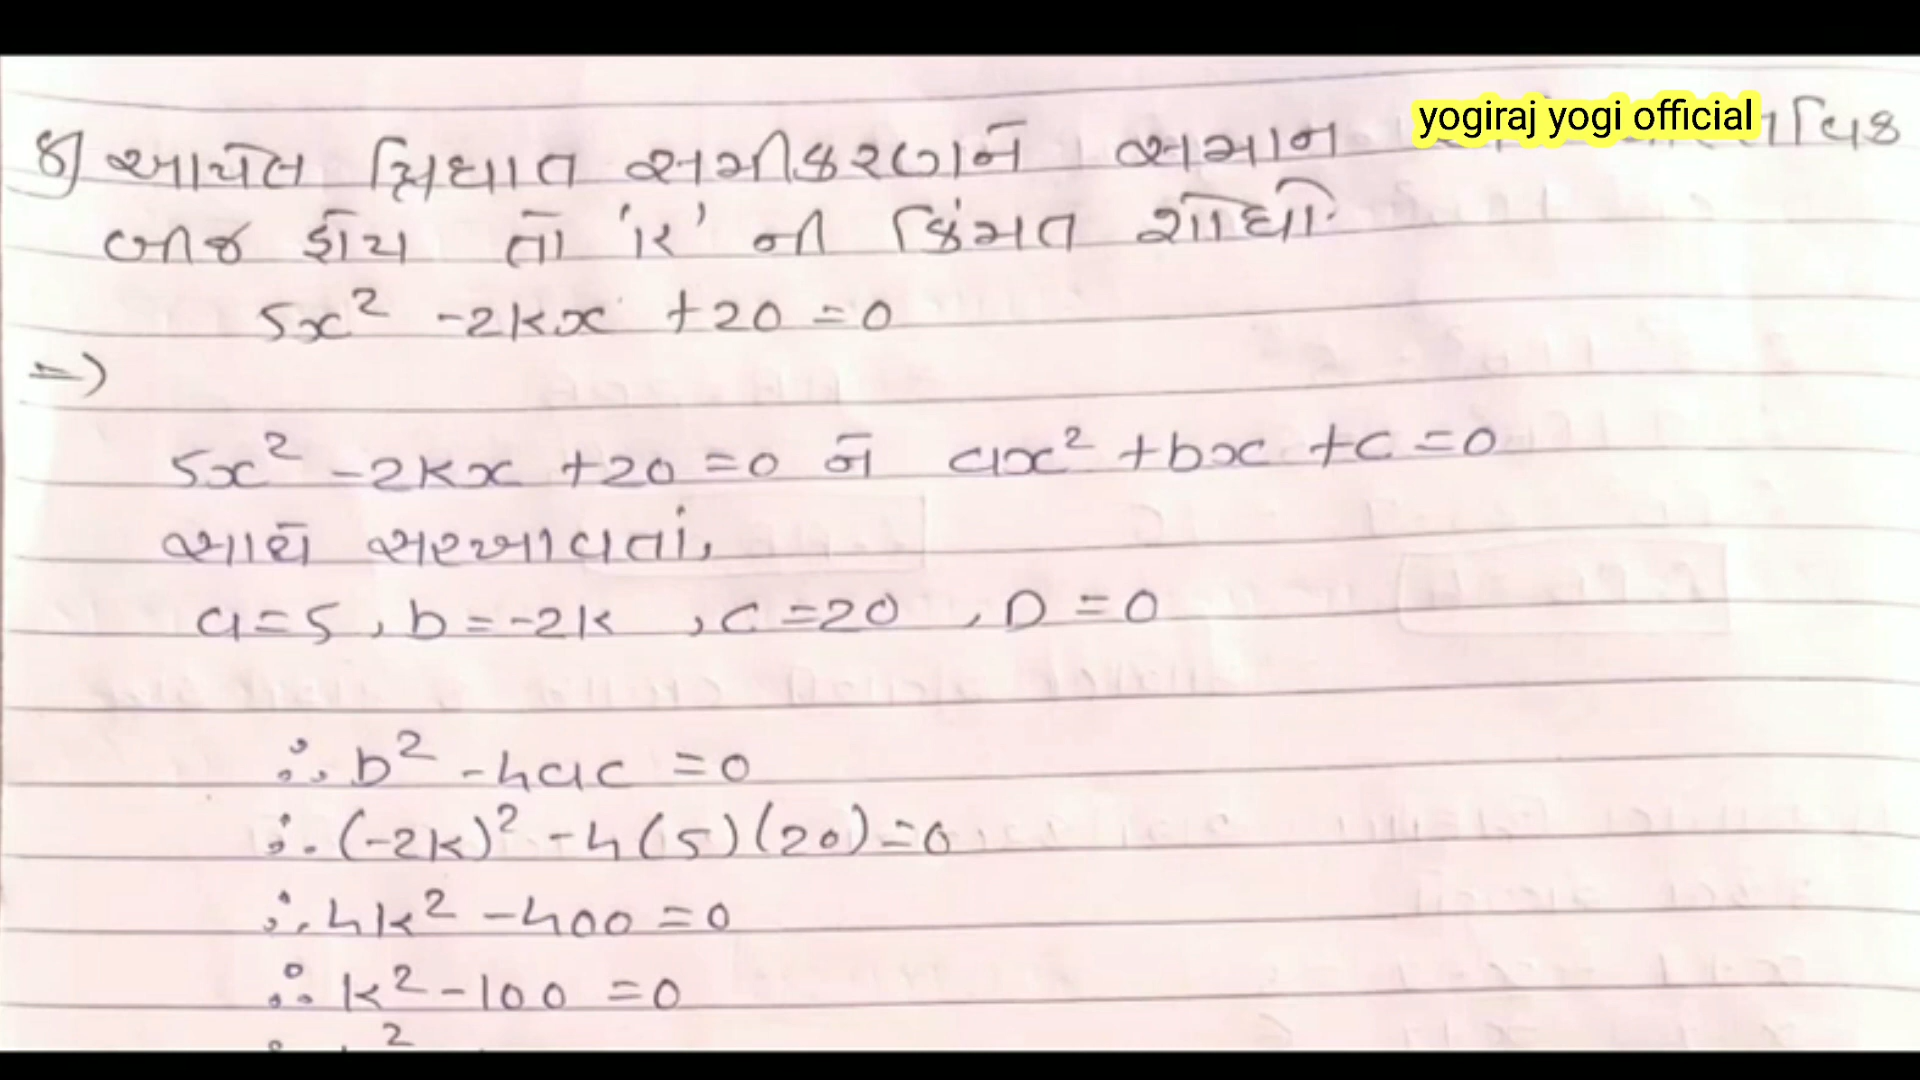 yogiraj yogi official
8) આપેલ દ્વિઘાત સમીકરણને સમાન
બીજ હોય તો 'k' ની કિંમત શોધો.
5x² -2kx +20 =0
=>
5x² -2kx +20 =0 ને ax² +bx +c =0
સાથે સરખાવતાં,
a=5, b=-2k, c=20, D=0
∴ b² -4ac =0
∴ (-2k)² -4(5)(20)=0
∴ 4k² -400 =0
∴ k² -100 =0